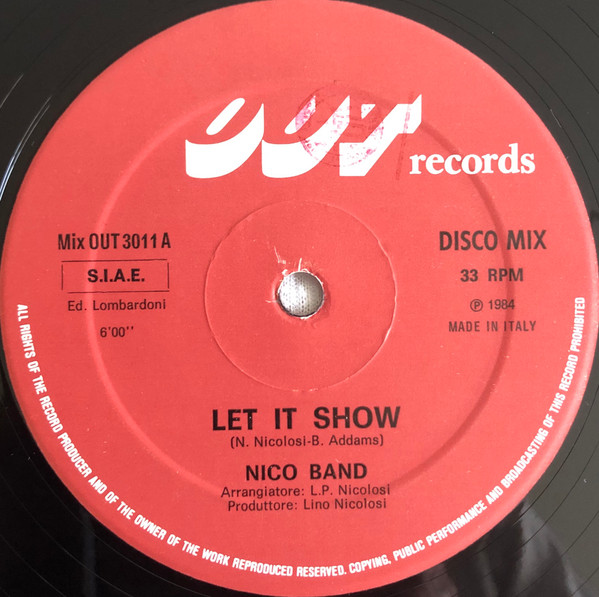 OUT records
Mix OUT 3011 A
DISCO MIX
S.I.A.E.
33 RPM
Ed. Lombardoni
℗ 1984
6'00''
MADE IN ITALY
LET IT SHOW
(N. Nicolosi-B. Addams)
NICO BAND
Arrangiatore: L.P. Nicolosi
Produttore: Lino Nicolosi
ALL RIGHTS OF THE RECORD PRODUCER AND OF THE OWNER OF THE WORK REPRODUCED RESERVED. COPYING, PUBLIC PERFORMANCE AND BROADCASTING OF THIS RECORD PROHIBITED